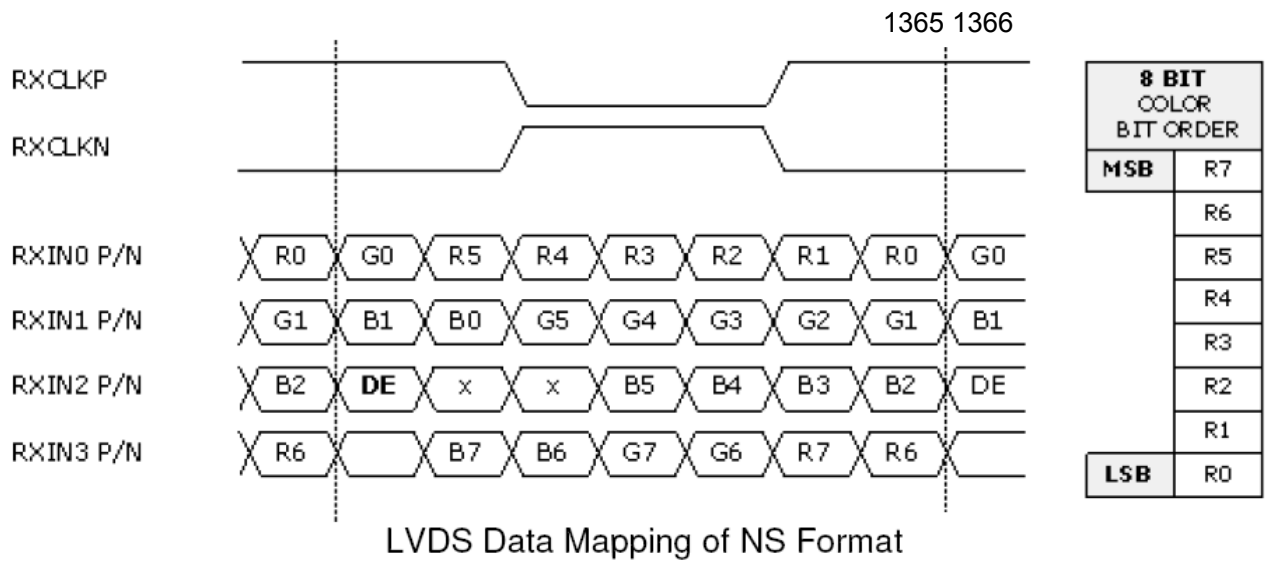 1365 1366
RXCLKP
RXCLKN
RXIN0 P/N R0 G0 R5 R4 R3 R2 R1 R0 G0
RXIN1 P/N G1 B1 B0 G5 G4 G3 G2 G1 B1
RXIN2 P/N B2 DE x x B5 B4 B3 B2 DE
RXIN3 P/N R6 B7 B6 G7 G6 R7 R6
8 BIT
COLOR
BIT ORDER
MSB R7
R6
R5
R4
R3
R2
R1
LSB R0
LVDS Data Mapping of NS Format